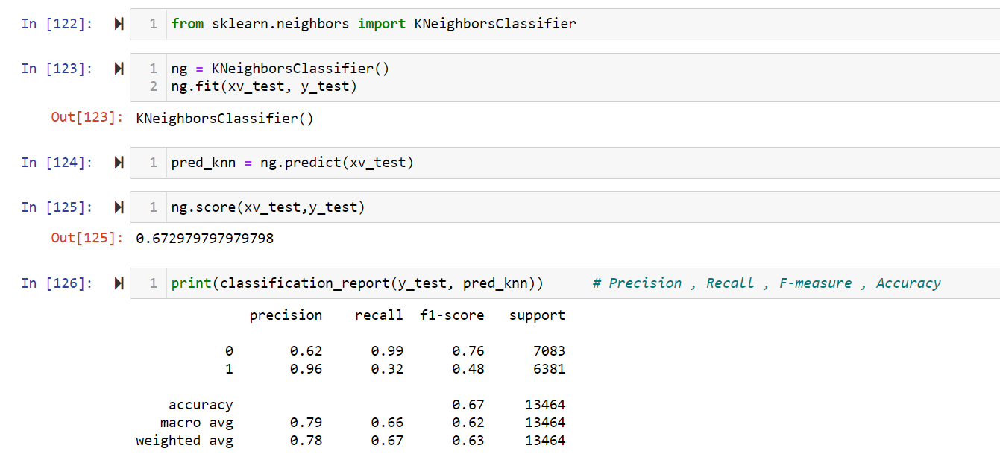 In [122]: 1 from sklearn.neighbors import KNeighborsClassifier
In [123]: 1 ng = KNeighborsClassifier()
2 ng.fit(xv_test, y_test)
Out[123]: KNeighborsClassifier()
In [124]: 1 pred_knn = ng.predict(xv_test)
In [125]: 1 ng.score(xv_test,y_test)
Out[125]: 0.672979797979798
In [126]: 1 print(classification_report(y_test, pred_knn)) # Precision , Recall , F-measure , Accuracy
precision recall f1-score support
0 0.62 0.99 0.76 7083
1 0.96 0.32 0.48 6381
accuracy 0.67 13464
macro avg 0.79 0.66 0.62 13464
weighted avg 0.78 0.67 0.63 13464